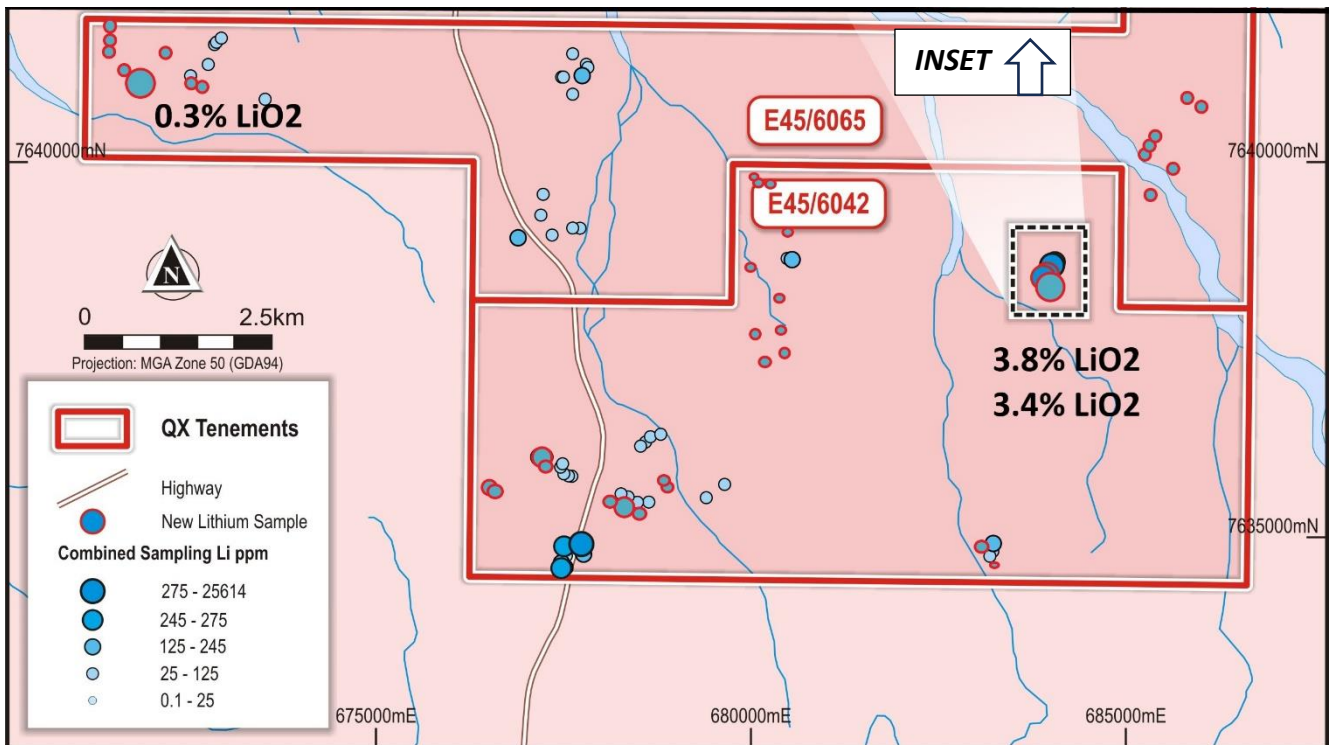 INSET
0.3% LiO2
E45/6065
7640000mN
7640000mN
E45/6042
N
0 2.5km
Projection: MGA Zone 50 (GDA94)
3.8% LiO2
3.4% LiO2
QX Tenements
Highway
New Lithium Sample
Combined Sampling Li ppm
275 - 25614
245 - 275
125 - 245
25 - 125
0.1 - 25
7635000mN
675000mE
680000mE
685000mE